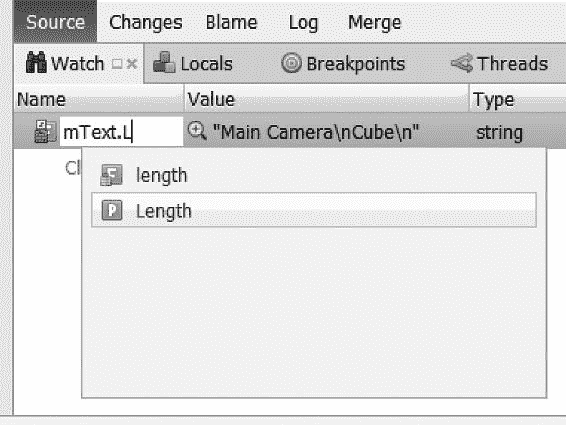 Source Changes Blame Log Merge
Watch Locals Breakpoints Threads
Name Value Type
mText.L "Main Camera\nCube\n" string
Cl
F length
P Length